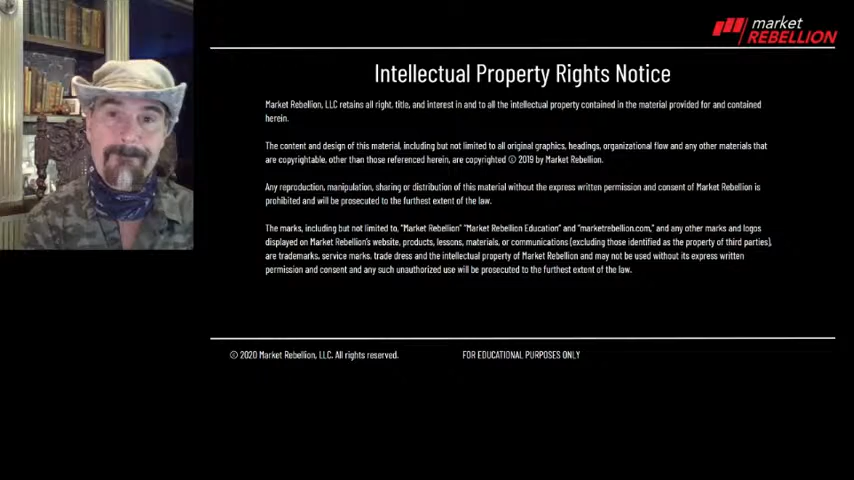 market
REBELLION
Intellectual Property Rights Notice
Market Rebellion, LLC retains all right, title, and interest in and to all the intellectual property contained in the material provided for and contained
herein.
The content and design of this material, including but not limited to all original graphics, headings, organizational flow and any other materials that
are copyrightable, other than those referenced herein, are copyrighted © 2019 by Market Rebellion.
Any reproduction, manipulation, sharing or distribution of this material without the express written permission and consent of Market Rebellion is
prohibited and will be prosecuted to the furthest extent of the law.
The marks, including but not limited to, "Market Rebellion" "Market Rebellion Education" and "marketrebellion.com," and any other marks and logos
displayed on Market Rebellion's website, products, lessons, materials, or communications (excluding those identified as the property of third parties),
are trademarks, service marks, trade dress and the intellectual property of Market Rebellion and may not be used without its express written
permission and consent and any such unauthorized use will be prosecuted to the furthest extent of the law.
© 2020 Market Rebellion, LLC. All rights reserved.
FOR EDUCATIONAL PURPOSES ONLY